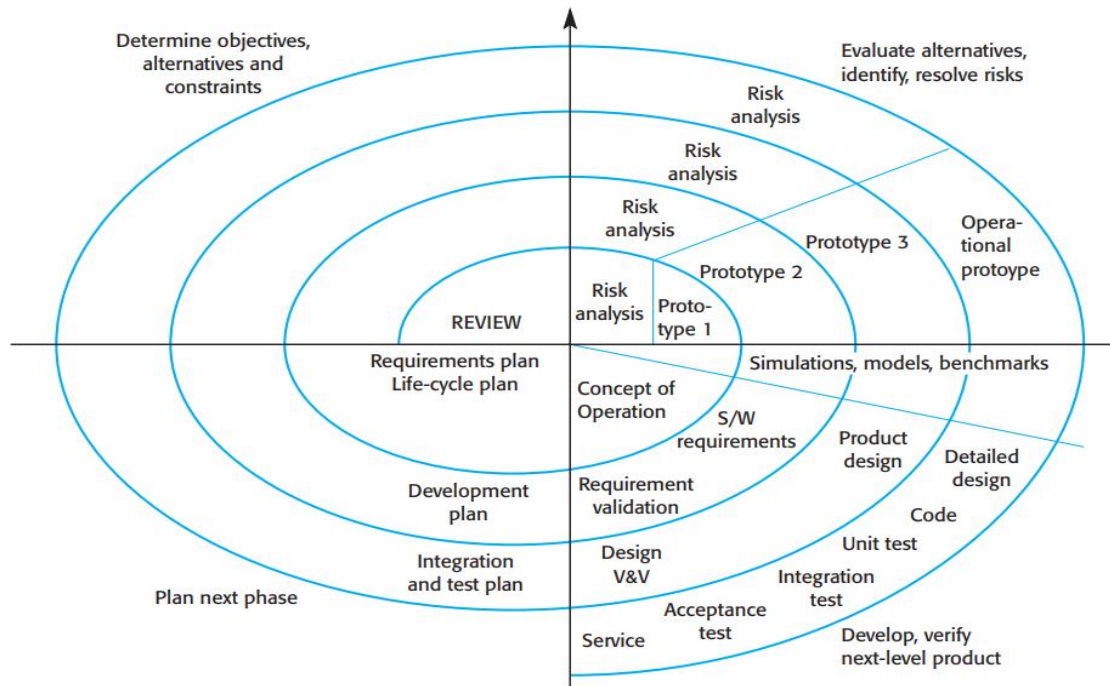 Determine objectives,
alternatives and
constraints
Evaluate alternatives,
identify, resolve risks
Risk
analysis
Risk
analysis
Risk
analysis
Risk
analysis
Proto-
type 1
Prototype 2
Prototype 3
Opera-
tional
protoype
REVIEW
Requirements plan
Life-cycle plan
Simulations, models, benchmarks
Concept of
Operation
S/W
requirements
Product
design
Detailed
design
Development
plan
Requirement
validation
Code
Unit test
Integration
and test plan
Design
V&V
Integration
test
Acceptance
test
Service
Plan next phase
Develop, verify
next-level product